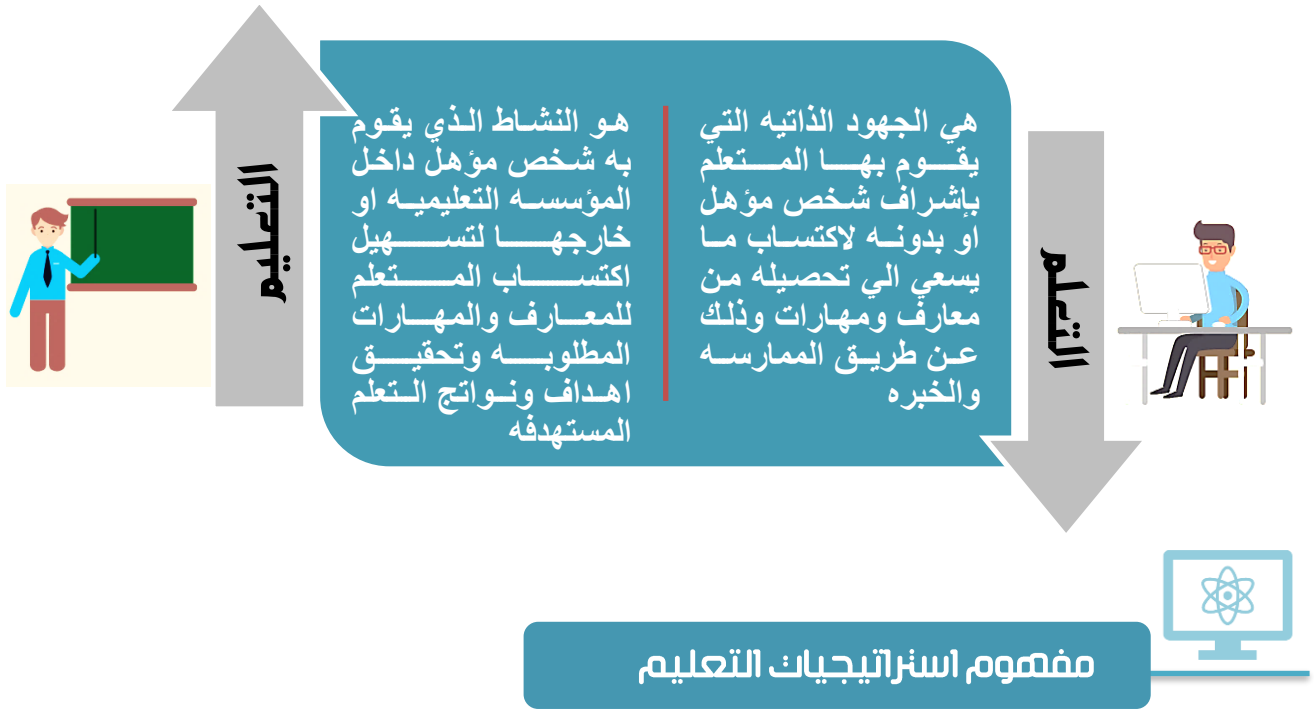 التعلم
هي الجهود الذاتيه التي
يقوم بها المتعلم
بإشراف شخص مؤهل
او بدونه لاكتساب ما
يسعي الي تحصيله من
معارف ومهارات وذلك
عن طريق الممارسه
والخبره
التعليم
هو النشاط الذي يقوم
به شخص مؤهل داخل
المؤسسه التعليميه او
خارجها لتسهيل
اكتساب المتعلم
للمعارف والمهارات
المطلوبه وتحقيق
اهداف ونواتج التعلم
المستهدفه
مفهوم استراتيجيات التعليم